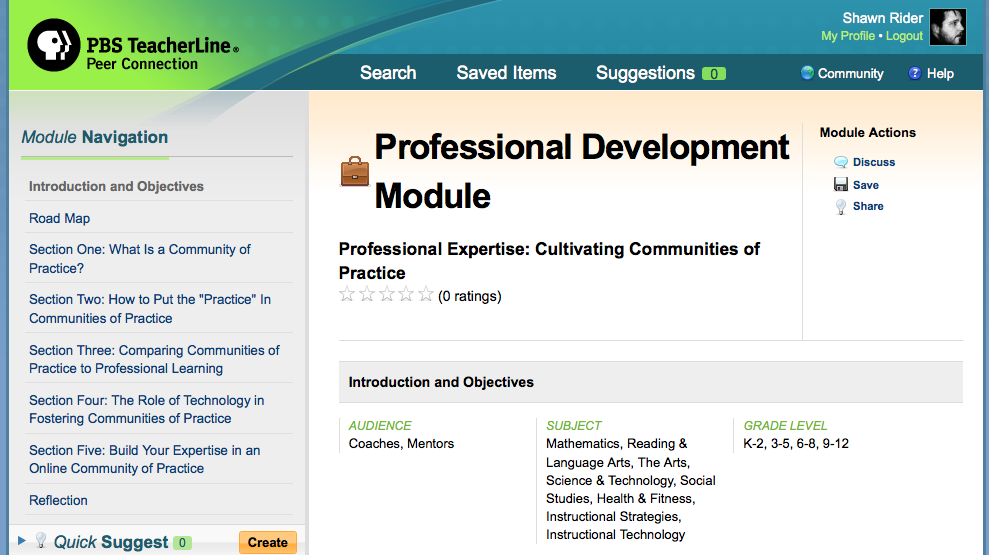 PBS TeacherLine®
Peer Connection
Shawn Rider
My Profile • Logout
Search
Saved Items
Suggestions 0
Community
Help
Module Navigation
Introduction and Objectives
Road Map
Section One: What Is a Community of
Practice?
Section Two: How to Put the "Practice" In
Communities of Practice
Section Three: Comparing Communities of
Practice to Professional Learning
Section Four: The Role of Technology in
Fostering Communities of Practice
Section Five: Build Your Expertise in an
Online Community of Practice
Reflection
Quick Suggest 0
Create
Professional Development
Module
Professional Expertise: Cultivating Communities of
Practice
(0 ratings)
Module Actions
Discuss
Save
Share
Introduction and Objectives
AUDIENCE
Coaches, Mentors
SUBJECT
Mathematics, Reading &
Language Arts, The Arts,
Science & Technology, Social
Studies, Health & Fitness,
Instructional Strategies,
Instructional Technology
GRADE LEVEL
K-2, 3-5, 6-8, 9-12